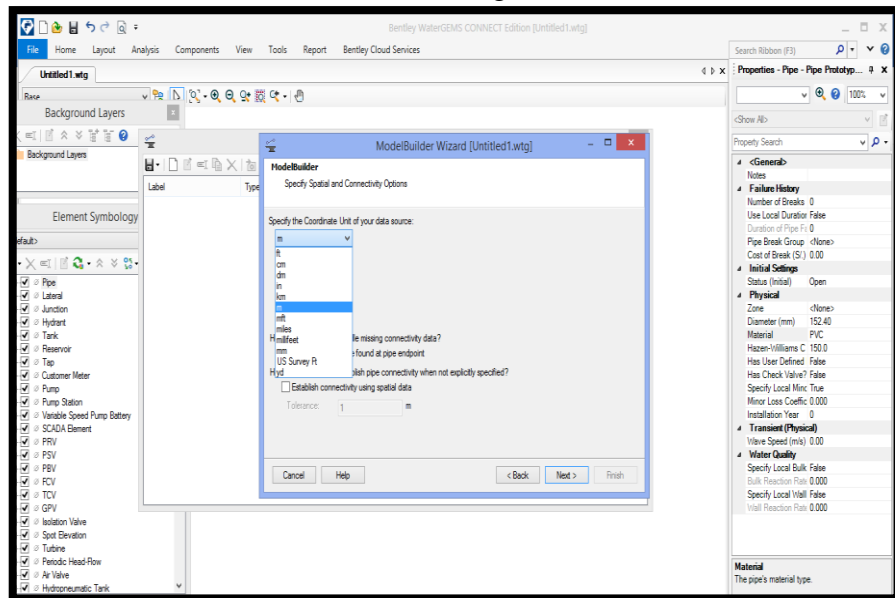 Bentley WaterGEMS CONNECT Edition [Untitled1.wtg]
File Home Layout Analysis Components View Tools Report Bentley Cloud Services
Search Ribbon (F3)
Untitled1.wtg
Properties - Pipe - Pipe Prototyp...
Base
100%
Background Layers
<Show All>
Property Search
Background Layers
Label Type
Element Symbology
efault>
Pipe
Lateral
Junction
Hydrant
Tank
Reservoir
Tap
Customer Meter
Pump
Pump Station
Variable Speed Pump Battery
SCADA Element
PRV
PSV
PBV
FCV
TCV
GPV
Isolation Valve
Spot Elevation
Turbine
Periodic Head-Flow
Air Valve
Hydropneumatic Tank
ModelBuilder Wizard [Untitled1.wtg]
ModelBuilder
Specify Spatial and Connectivity Options
Specify the Coordinate Unit of your data source:
m
ft
cm
dm
in
km
m
mft
miles
millifeet
mm
US Survey Ft
yd
H le missing connectivity data?
found at pipe endpoint
H lish pipe connectivity when not explicitly specified?
Establish connectivity using spatial data
Tolerance: 1 m
Cancel Help < Back Next > Finish
<General>
Notes
Failure History
Number of Breaks 0
Use Local Duration False
Duration of Pipe Fa 0
Pipe Break Group <None>
Cost of Break (S/.) 0.00
Initial Settings
Status (Initial) Open
Physical
Zone <None>
Diameter (mm) 152.40
Material PVC
Hazen-Williams C 150.0
Has User Defined False
Has Check Valve? False
Specify Local Minc True
Minor Loss Coeffic 0.000
Installation Year 0
Transient (Physical)
Wave Speed (m/s) 0.00
Water Quality
Specify Local Bulk False
Bulk Reaction Rate 0.000
Specify Local Wall False
Wall Reaction Rate 0.000
Material
The pipe's material type.